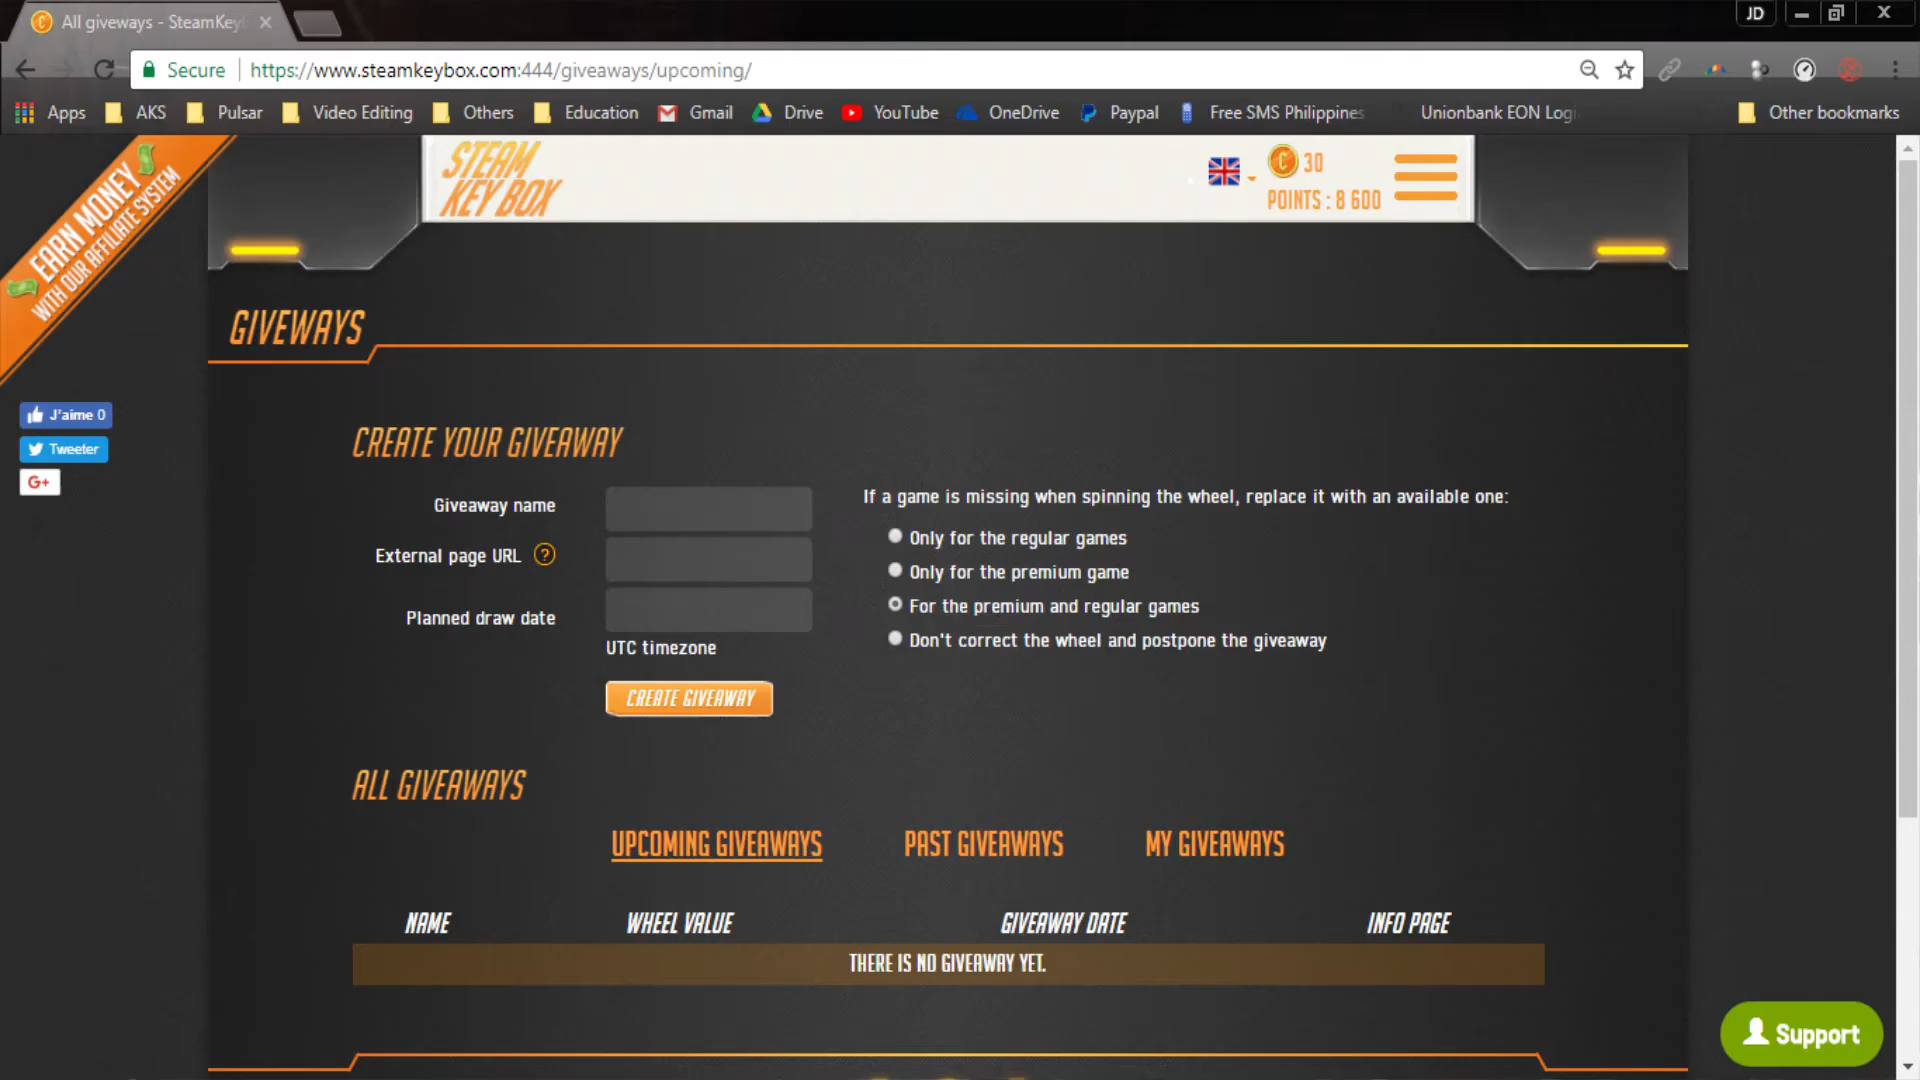 All giveways - SteamKey
JD
Secure
https://www.steamkeybox.com:444/giveaways/upcoming/
Apps
AKS
Pulsar
Video Editing
Others
Education
Gmail
Drive
YouTube
OneDrive
Paypal
Free SMS Philippines
Unionbank EON Logi
Other bookmarks
EARN MONEY
WITH OUR AFFILIATE SYSTEM
STEAM
KEY BOX
30
POINTS : 8 600
GIVEWAYS
J'aime 0
Tweeter
G+
CREATE YOUR GIVEAWAY
Giveaway name
External page URL ?
Planned draw date
UTC timezone
CREATE GIVEAWAY
If a game is missing when spinning the wheel, replace it with an available one:
Only for the regular games
Only for the premium game
For the premium and regular games
Don't correct the wheel and postpone the giveaway
ALL GIVEAWAYS
UPCOMING GIVEAWAYS
PAST GIVEAWAYS
MY GIVEAWAYS
NAME
WHEEL VALUE
GIVEAWAY DATE
INFO PAGE
THERE IS NO GIVEAWAY YET.
Support